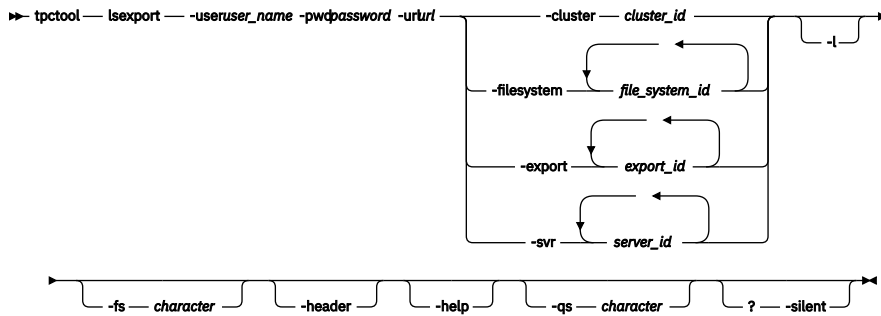 tpctool lsexport -user user_name -pwd password -url url -cluster cluster_id
-l
-filesystem file_system_id
-export export_id
-svr server_id
-fs character -header -help -qs character ? -silent